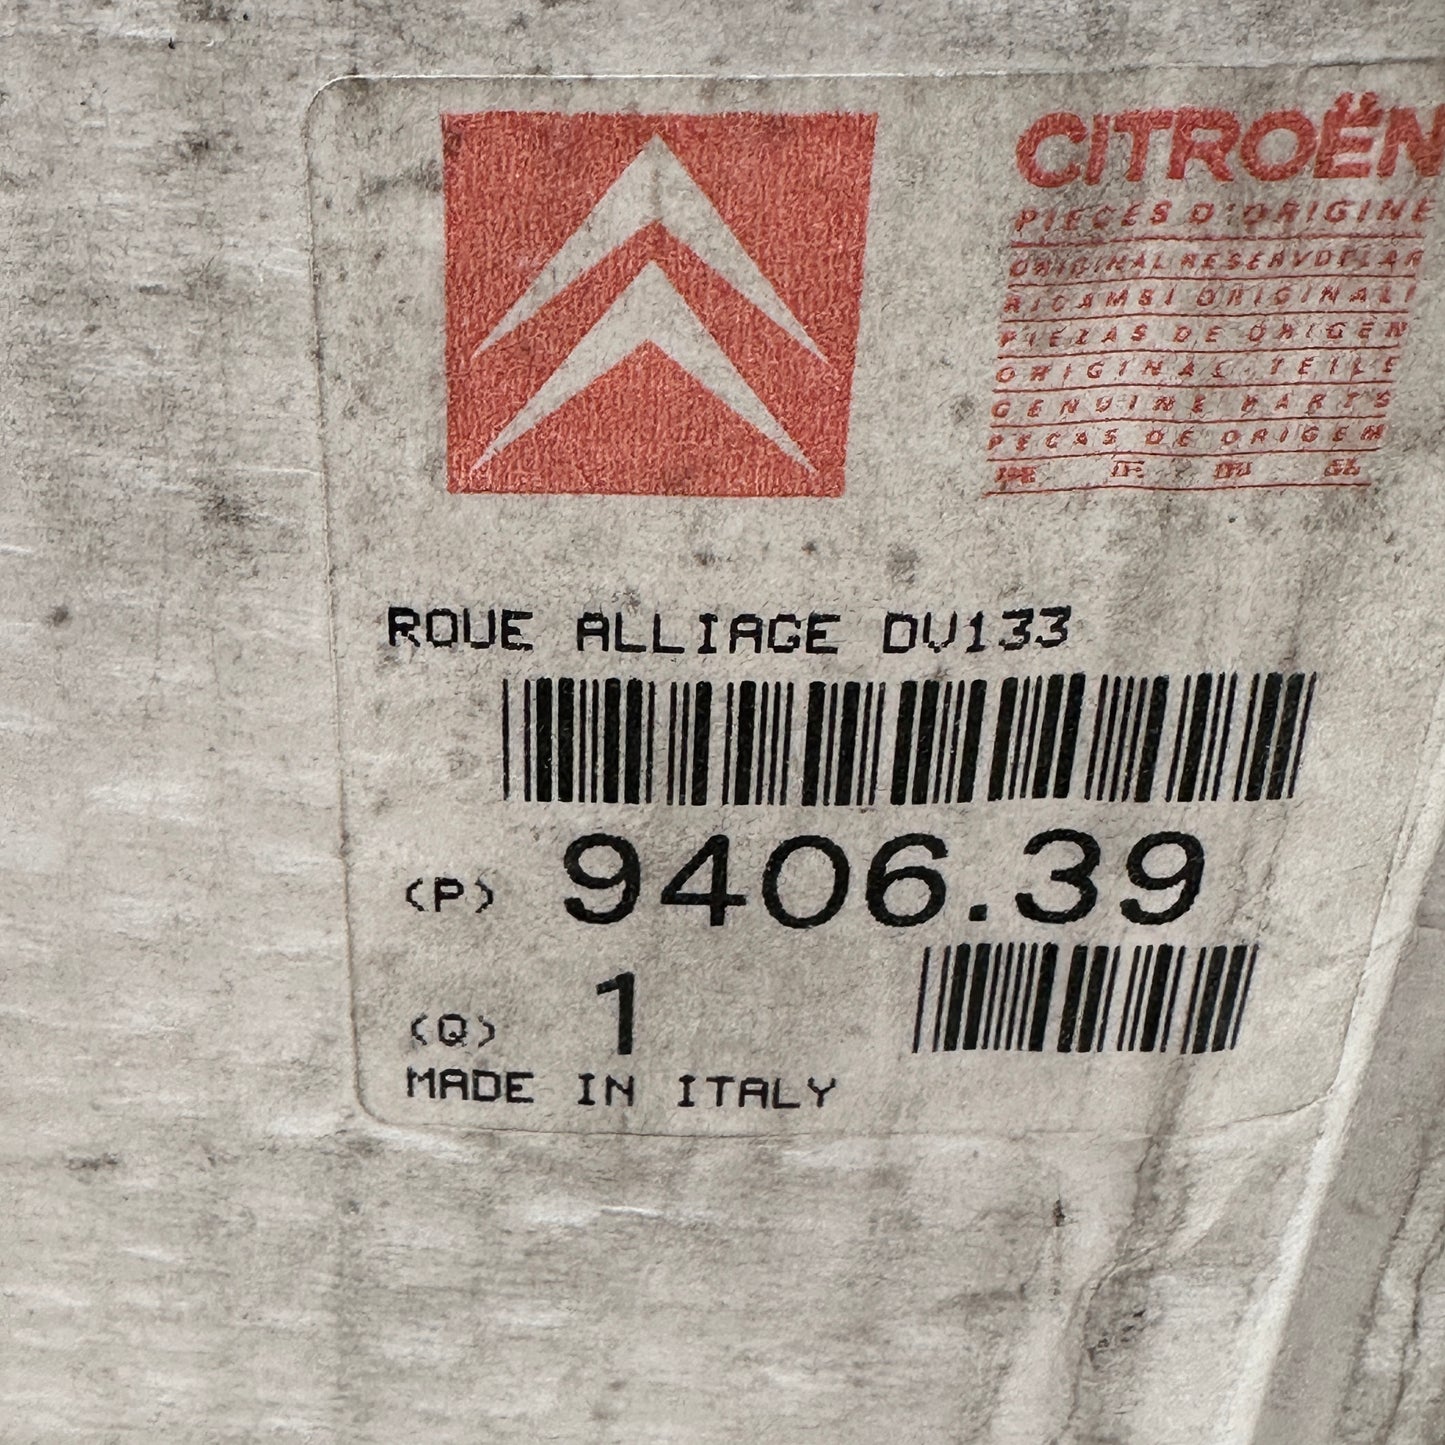 CITROËN
PIECES D'ORIGINE
ORIGINAL RESERVDELAR
RICAMBI ORIGINALI
PIEZAS DE ORIGEN
ORIGINAL TEILE
GENUINE PARTS
PECAS DE ORIGEM
ROUE ALLIAGE DV133
(P) 9406.39
(Q) 1
MADE IN ITALY